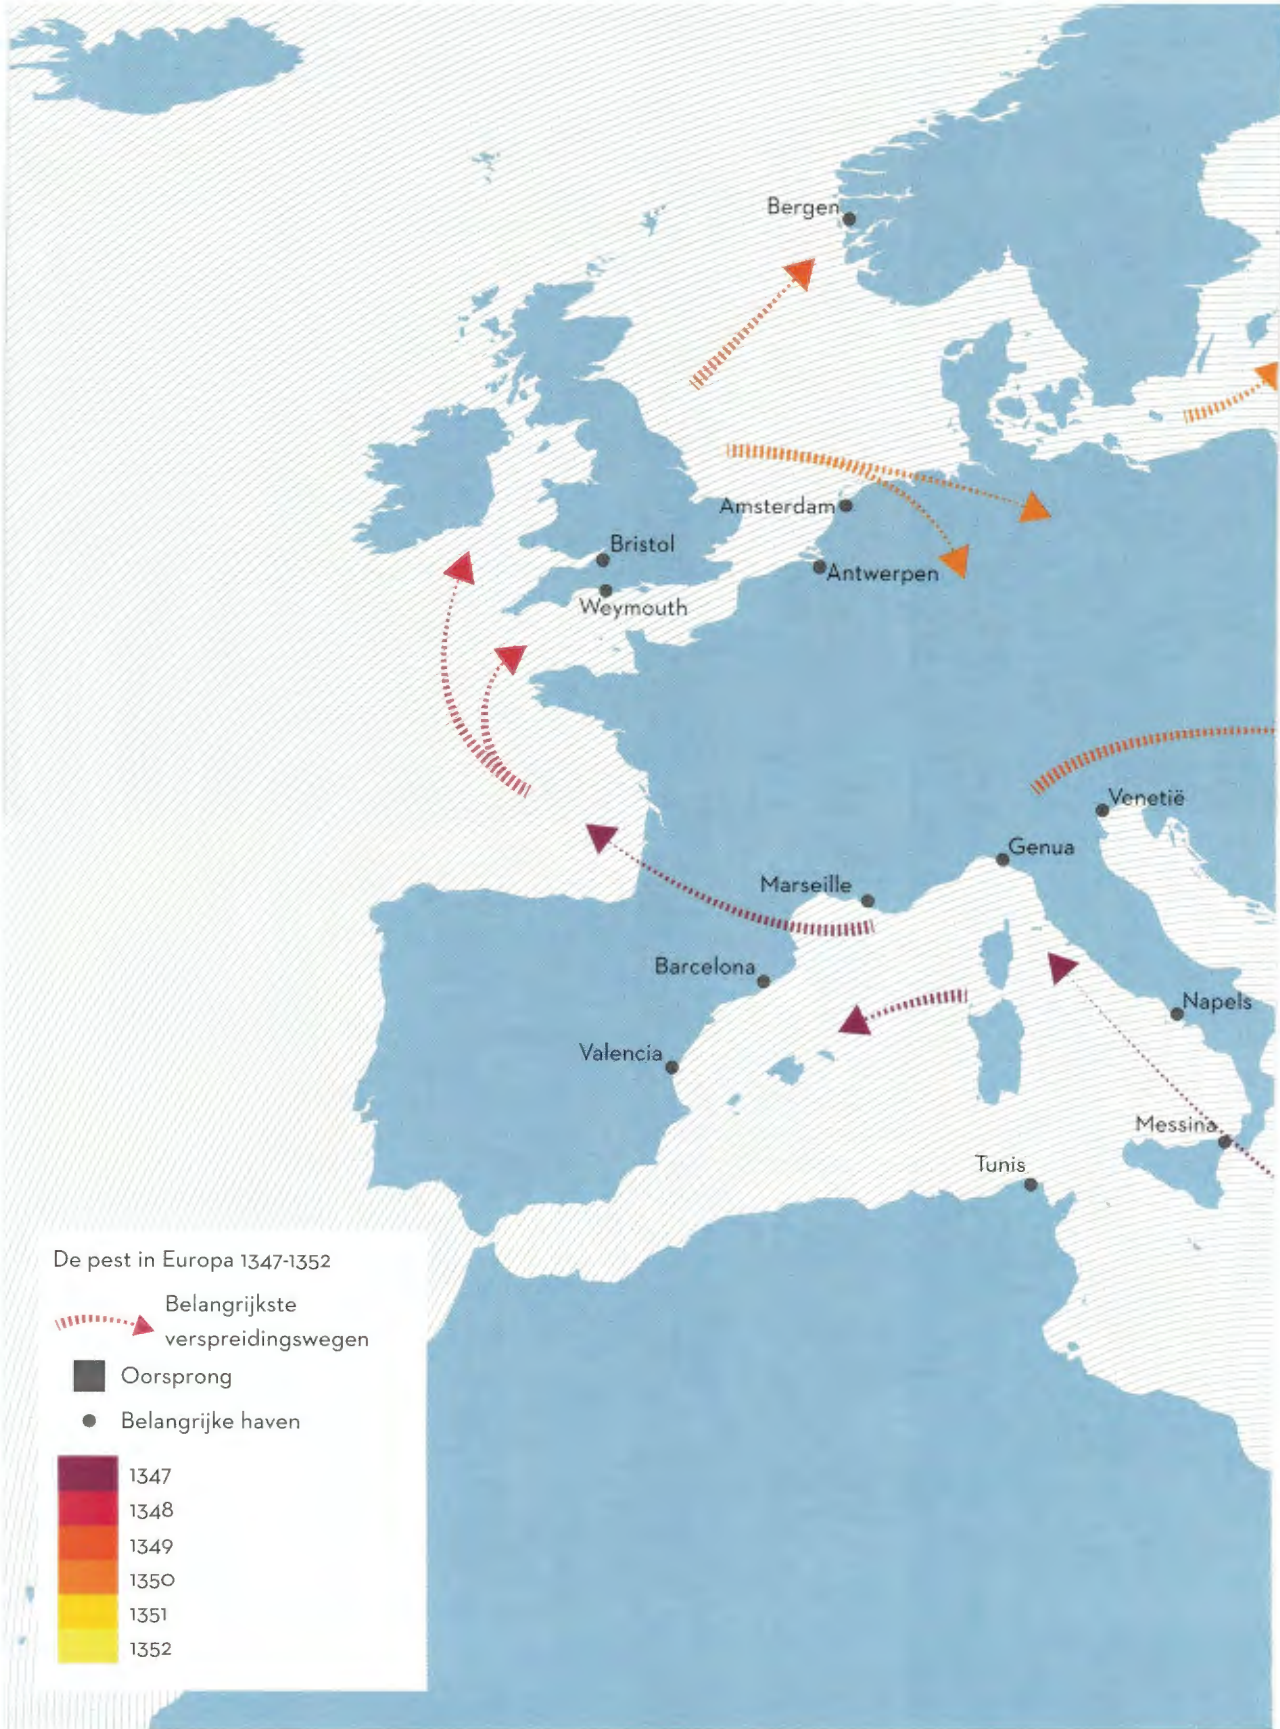 Bergen
Amsterdam
Bristol
Antwerpen
Weymouth
Venetië
Genua
Marseille
Barcelona
Napels
Valencia
Messina
Tunis
De pest in Europa 1347-1352
Belangrijkste
verspreidingswegen
Oorsprong
Belangrijke haven
1347
1348
1349
1350
1351
1352